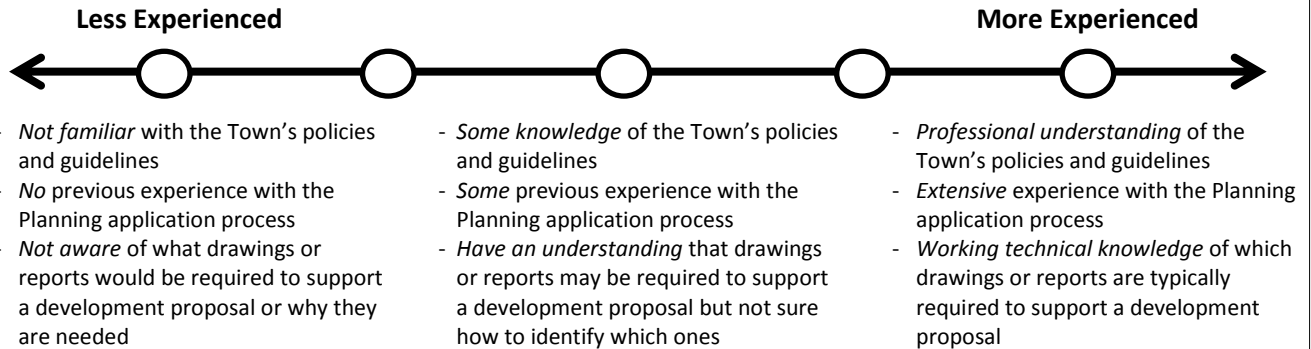 Less Experienced
More Experienced
- Not familiar with the Town's policies
and guidelines
- No previous experience with the
Planning application process
- Not aware of what drawings or
reports would be required to support
a development proposal or why they
are needed
- Some knowledge of the Town's policies
and guidelines
- Some previous experience with the
Planning application process
- Have an understanding that drawings
or reports may be required to support
a development proposal but not sure
how to identify which ones
- Professional understanding of the
Town's policies and guidelines
- Extensive experience with the Planning
application process
- Working technical knowledge of which
drawings or reports are typically
required to support a development
proposal